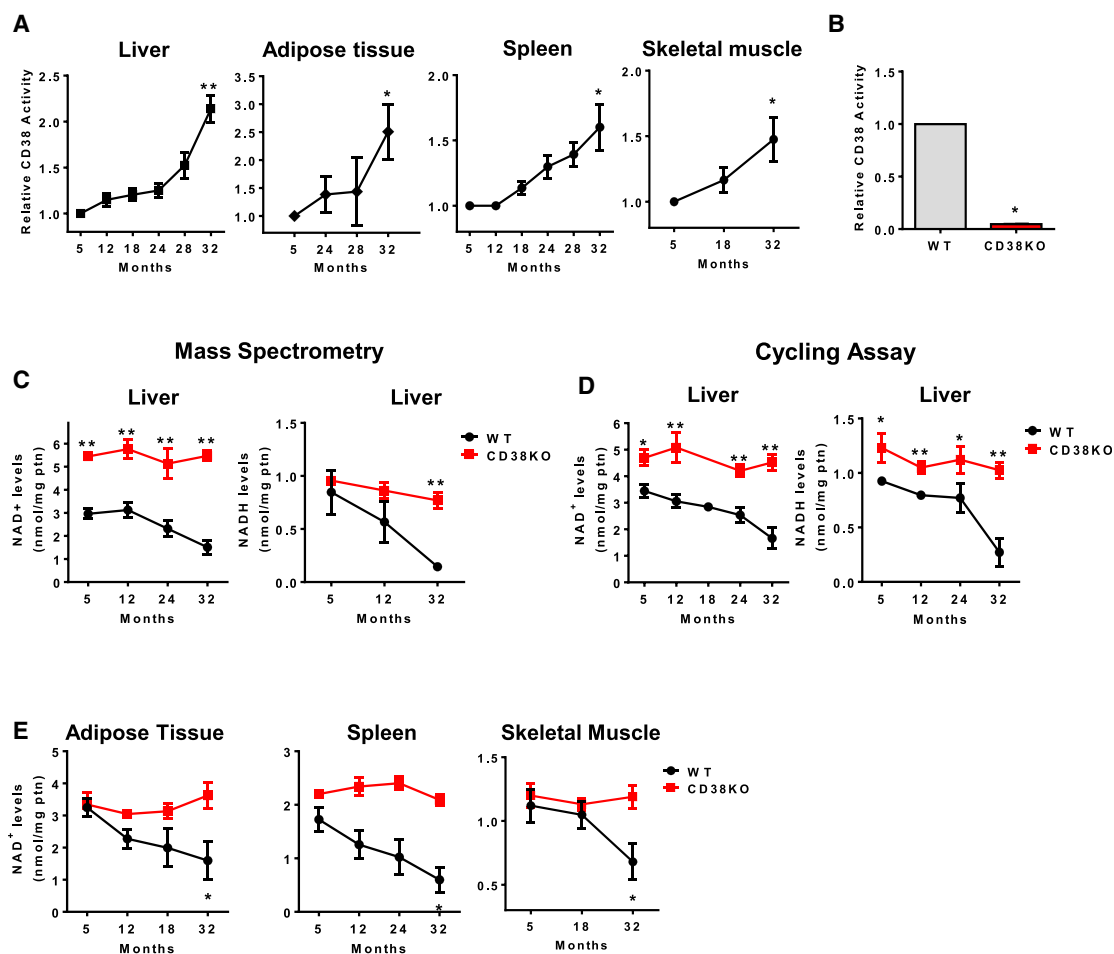 A
Liver
Adipose tissue
Spleen
Skeletal muscle
B
Relative CD38 Activity
2.5
2.0
1.5
1.0
5 12 18 24 28 32
Months
**
3.5
3.0
2.5
2.0
1.5
1.0
5 24 28 32
Months
*
2.0
1.5
1.0
5 12 18 24 28 32
Months
*
2.0
1.5
1.0
5 18 32
Months
*
Relative CD38 Activity
1.5
1.0
0.5
0.0
WT CD38KO
*
Mass Spectrometry
Cycling Assay
C
Liver
NAD+ levels
(nmol/mg ptn)
6
5
4
3
2
1
0
** ** ** **
5 12 24 32
Months
Liver
NADH levels
(nmol/mg ptn)
1.5
1.0
0.5
0.0
**
5 12 32
Months
WT
CD38KO
D
Liver
NAD+ levels
(nmol/mg ptn)
6
5
4
3
2
1
0
* ** ** **
5 12 18 24 32
Months
Liver
NADH levels
(nmol/mg ptn)
1.5
1.0
0.5
0.0
* ** * **
5 12 24 32
Months
WT
CD38KO
E
Adipose Tissue
NAD+ levels
(nmol/mg ptn)
5
4
3
2
1
0
*
5 12 18 32
Months
Spleen
3
2
1
0
*
5 12 24 32
Months
Skeletal Muscle
1.5
1.0
0.5
*
5 18 32
Months
WT
CD38KO